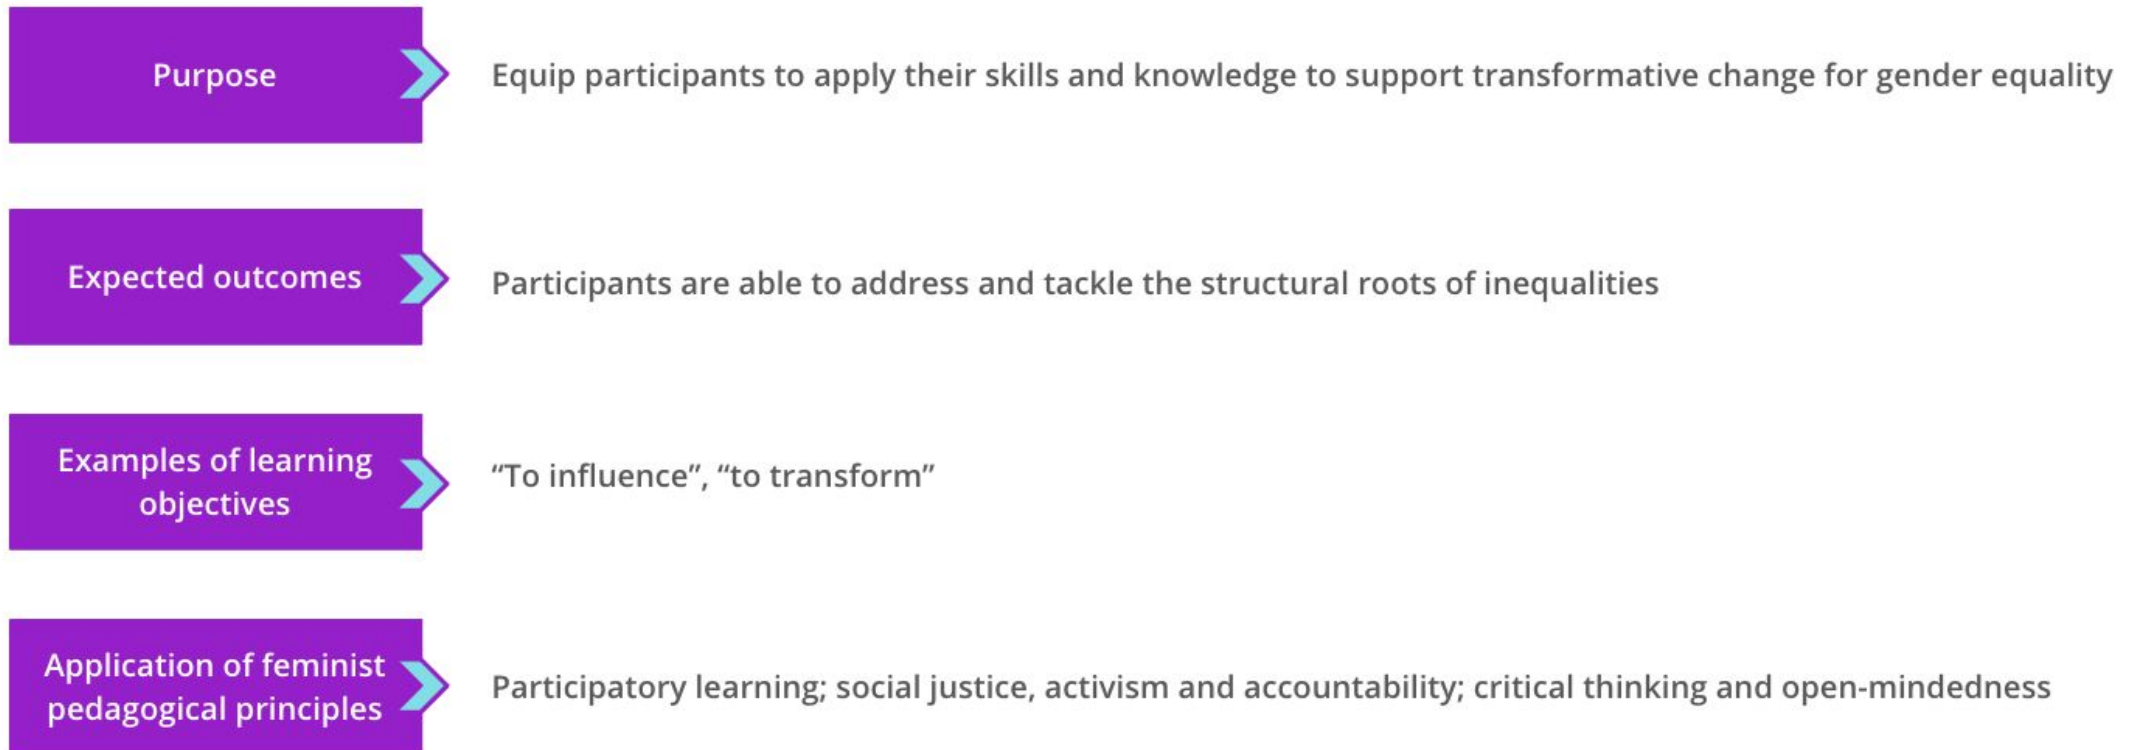 Purpose
Equip participants to apply their skills and knowledge to support transformative change for gender equality
Expected outcomes
Participants are able to address and tackle the structural roots of inequalities
Examples of learning
objectives
“To influence”, “to transform”
Application of feminist
pedagogical principles
Participatory learning; social justice, activism and accountability; critical thinking and open-mindedness